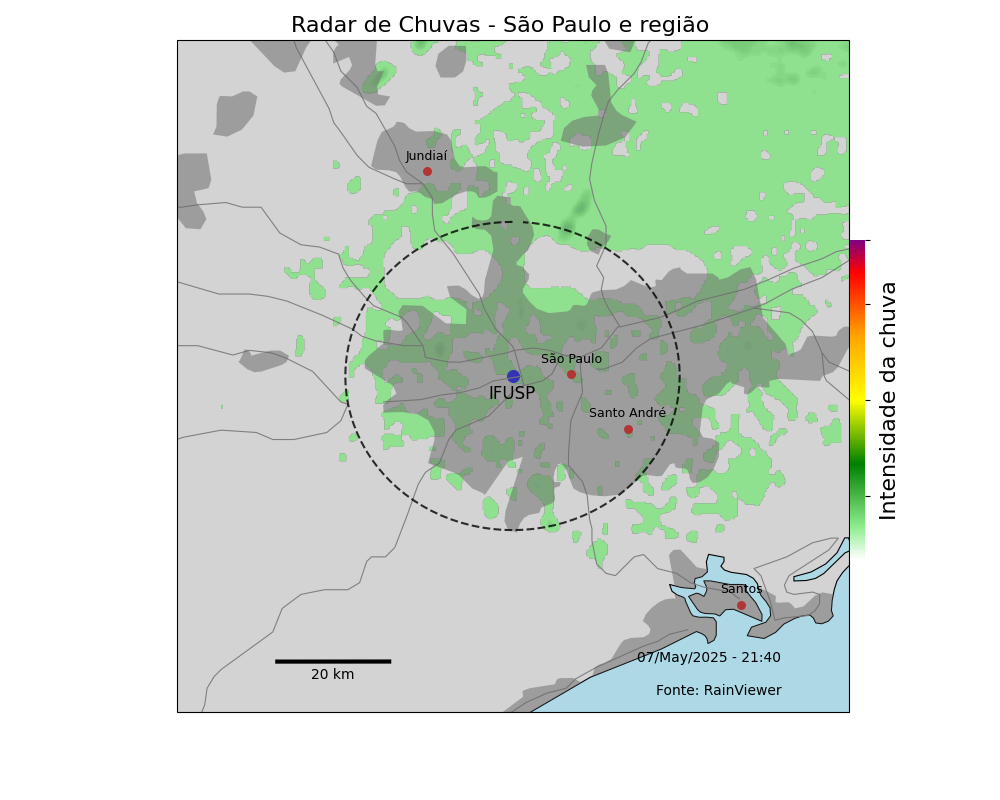 Radar de Chuvas - São Paulo e região
Jundiaí
São Paulo
IFUSP
Santo André
Intensidade da chuva
Santos
07/May/2025 - 21:40
20 km
Fonte: RainViewer